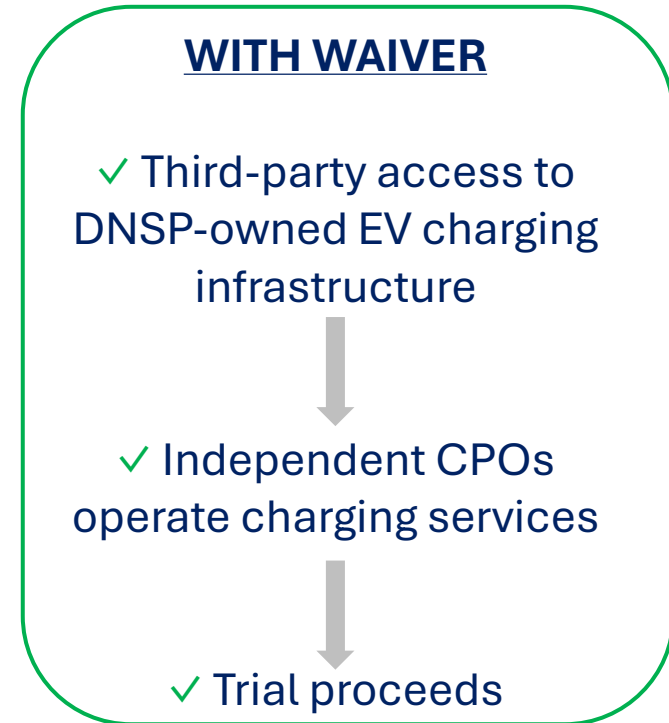 WITH WAIVER
✓ Third-party access to
DNSP-owned EV charging
infrastructure
✓ Independent CPOs
operate charging services
✓ Trial proceeds